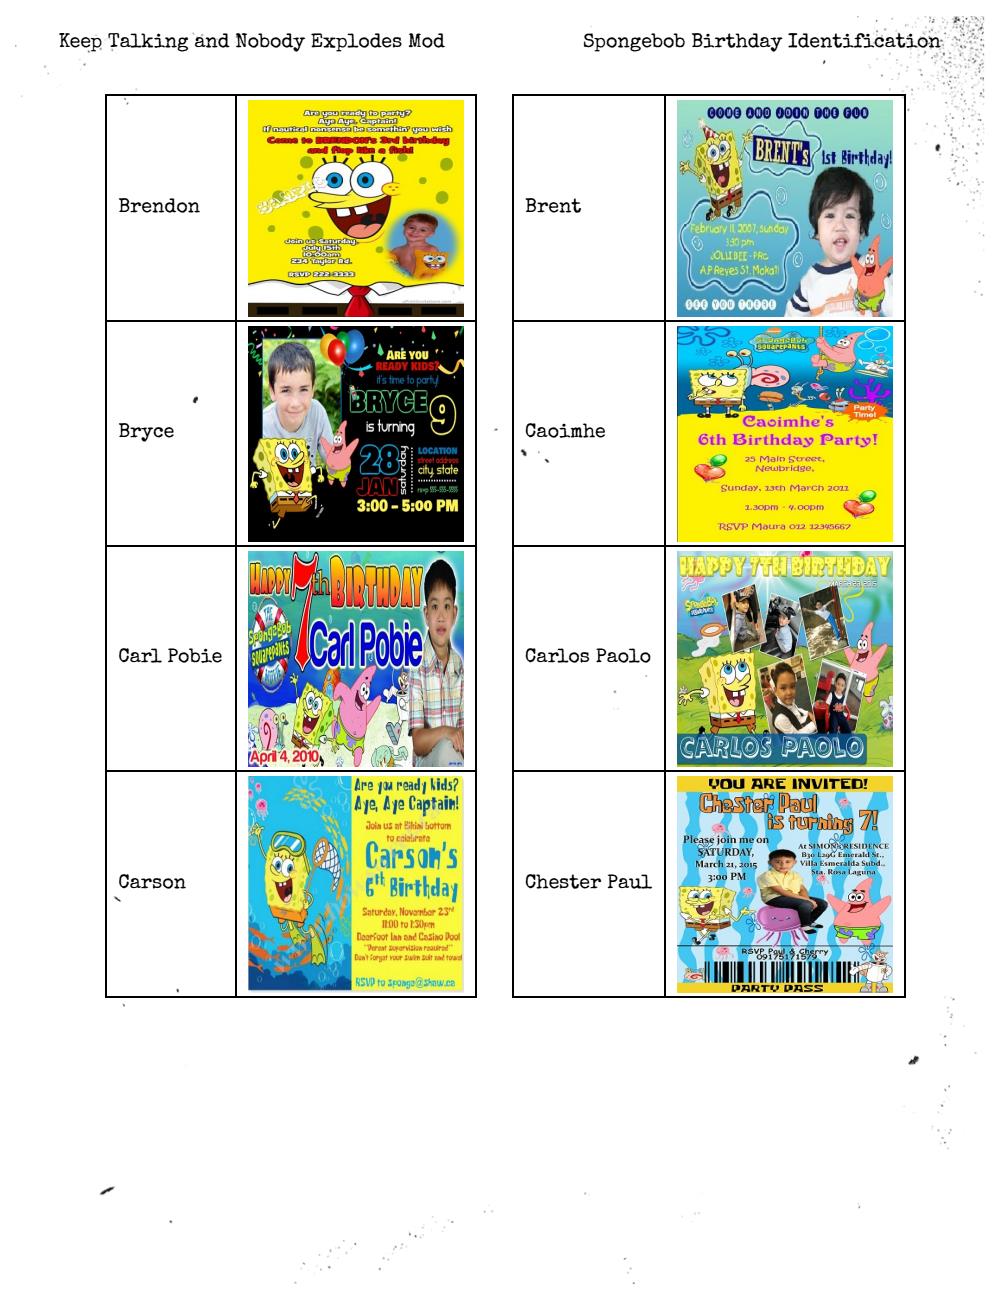 Keep Talking and Nobody Explodes Mod
Spongebob Birthday Identification
Brendon
Are you ready to party?
Aye Aye, Captain!
If nautical nonsense be somethin' you wish
Come to BRENDON's 3rd birthday
and flop like a fish!
Join us Saturday,
July 15th
10:00am
234 Taylor Rd.
RSVP 222-3333
Brent
COME AND JOIN THE FUN
BRENT's
1st Birthday!
February 11, 2007, Sunday
3:30 pm
JOLLIBEE - PRC
A.P. Reyes ST. Makati
SEE YOU THERE
Bryce
ARE YOU
READY KIDS?
it's time to party!
BRYCE 9
is turning
28
JAN
saturday
LOCATION
street address
city, state
rsvp 555-555-5555
3:00 - 5:00 PM
Caoimhe
SPONGEBOB
SQUAREPANTS
Party
Time!
Caoimhe's
6th Birthday Party!
25 Main Street,
Newbridge,
Sunday, 13th March 2011
1.30pm - 4.00pm
RSVP Maura 012 12345667
Carl Pobie
HAPPY 7th BIRTHDAY
THE
SpongeBob
SQUAREPANTS
Carl Pobie
April 4, 2010
Carlos Paolo
HAPPY 7TH BIRTHDAY
CARLOS PAOLO
Carson
Are you ready kids?
Aye, Aye Captain!
Join us at Bikini bottom
to celebrate
Carson's
6th Birthday
Saturday, November 23rd
11:00 to 1:30pm
Deerfoot Inn and Casino Pool
"Parent supervision required"
Don't forget your swim suit and towel
RSVP to sponge@shaw.ca
Chester Paul
YOU ARE INVITED!
Chester Paul
is turning 7!
Please join me on
SATURDAY,
March 21, 2015
3:00 PM
At SIMON's RESIDENCE
B30 L29G Emerald St.,
Villa Esmeralda Subd.,
Sta. Rosa Laguna
RSVP Paul & Cherry
09175171579
PARTY PASS